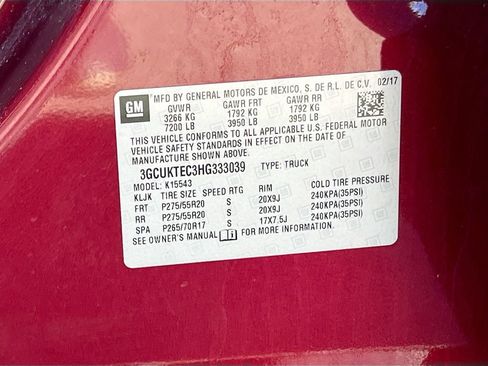 GM
MFD BY GENERAL MOTORS DE MEXICO, S. DE R.L. DE C.V. 02/17
GVWR GAWR FRT GAWR RR
3266 KG 1792 KG 1792 KG
7200 LB 3950 LB 3950 LB
THIS VEHICLE CONFORMS TO ALL APPLICABLE U.S. FEDERAL MOTOR
VEHICLE SAFETY AND THEFT PREVENTION STANDARDS IN EFFECT ON THE DATE OF
MANUFACTURE SHOWN ABOVE.
3GCUKTEC3HG333039 TYPE: TRUCK
MODEL: K15543
KLJK TIRE SIZE SPEED RTG RIM COLD TIRE PRESSURE
FRT P275/55R20 S 20X9J 240KPA(35PSI)
RR P275/55R20 S 20X9J 240KPA(35PSI)
SPA P265/70R17 S 17X7.5J 240KPA(35PSI)
SEE OWNER'S MANUAL FOR MORE INFORMATION.